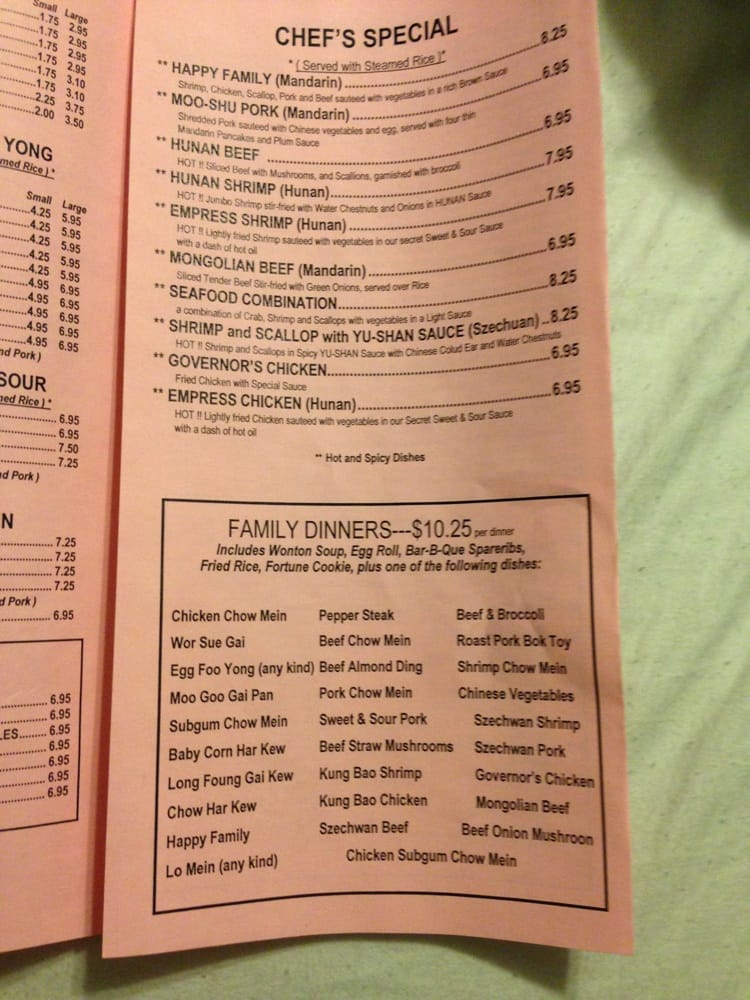 Small Large
1.75 2.95
1.75 2.95
1.75 2.95
1.75 2.95
1.75 3.10
1.75 3.10
2.25 3.75
2.00 3.50
YONG
med Rice ) *
Small Large
4.25 5.95
4.25 5.95
4.25 5.95
4.25 5.95
4.25 5.95
4.95 6.95
4.95 6.95
4.95 6.95
4.95 6.95
4.95 6.95
nd Pork )
SOUR
med Rice ) *
6.95
6.95
7.50
7.25
d Pork )
N
7.25
7.25
7.25
7.25
d Pork )
6.95
6.95
6.95
LES....... 6.95
6.95
6.95
6.95
6.95
CHEF'S SPECIAL
* ( Served with Steamed Rice )*
** HAPPY FAMILY (Mandarin) 8.25
Shrimp, Chicken, Scallop, Pork and Beef sauteed with vegetables in a rich Brown Sauce
** MOO-SHU PORK (Mandarin) 6.95
Shredded Pork sauteed with Chinese vegetables and egg, served with four thin
Mandarin Pancakes and Plum Sauce
** HUNAN BEEF 6.95
HOT !! Sliced Beef with Mushrooms, and Scallions, garnished with broccoli
** HUNAN SHRIMP (Hunan) 7.95
HOT !! Jumbo Shrimp stir-fried with Water Chestnuts and Onions in HUNAN Sauce
** EMPRESS SHRIMP (Hunan) 7.95
HOT !! Lightly fried Shrimp sauteed with vegetables in our secret Sweet & Sour Sauce
with a dash of hot oil
** MONGOLIAN BEEF (Mandarin) 6.95
Sliced Tender Beef Stir-fried with Green Onions, served over Rice
** SEAFOOD COMBINATION 8.25
a combination of Crab, Shrimp and Scallops with vegetables in a Light Sauce
** SHRIMP and SCALLOP with YU-SHAN SAUCE (Szechuan) 8.25
HOT !! Shrimp and Scallops in Spicy YU-SHAN Sauce with Chinese Colud Ear and Water Chestnuts
** GOVERNOR'S CHICKEN 6.95
Fried Chicken with Special Sauce
** EMPRESS CHICKEN (Hunan) 6.95
HOT !! Lightly fried Chicken sauteed with vegetables in our Secret Sweet & Sour Sauce
with a dash of hot oil
** Hot and Spicy Dishes
FAMILY DINNERS---$10.25 per dinner
Includes Wonton Soup, Egg Roll, Bar-B-Que Spareribs,
Fried Rice, Fortune Cookie, plus one of the following dishes:
Chicken Chow Mein Pepper Steak Beef & Broccoli
Wor Sue Gai Beef Chow Mein Roast Pork Bok Toy
Egg Foo Yong (any kind) Beef Almond Ding Shrimp Chow Mein
Moo Goo Gai Pan Pork Chow Mein Chinese Vegetables
Subgum Chow Mein Sweet & Sour Pork Szechwan Shrimp
Baby Corn Har Kew Beef Straw Mushrooms Szechwan Pork
Long Foung Gai Kew Kung Bao Shrimp Governor's Chicken
Chow Har Kew Kung Bao Chicken Mongolian Beef
Happy Family Szechwan Beef Beef Onion Mushroon
Lo Mein (any kind) Chicken Subgum Chow Mein